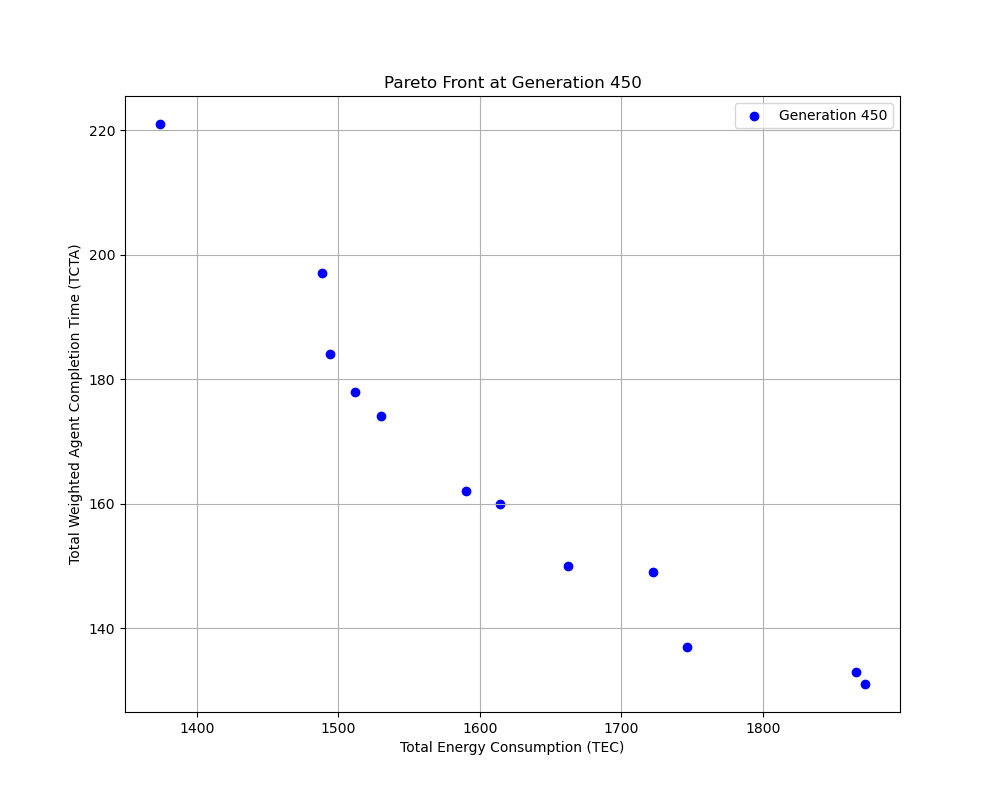 Pareto Front at Generation 450
Generation 450
Total Weighted Agent Completion Time (TCTA)
220
200
180
160
140
1400 1500 1600 1700 1800
Total Energy Consumption (TEC)